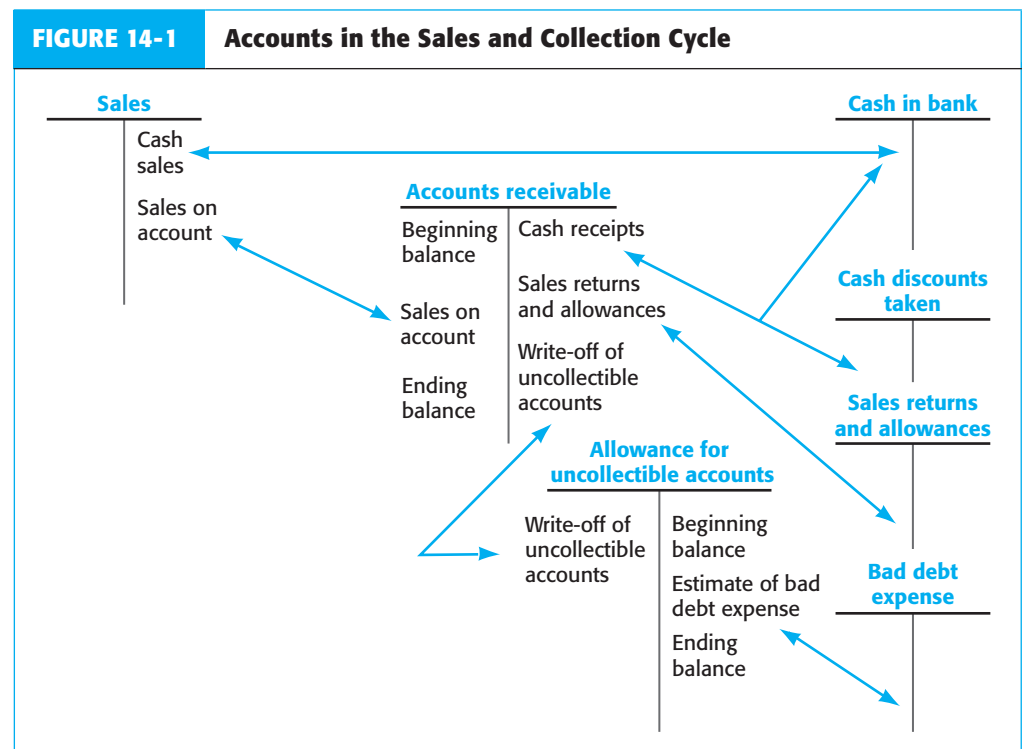 FIGURE 14-1
Accounts in the Sales and Collection Cycle
Sales
Cash
sales
Sales on
account
Cash in bank
Accounts receivable
Beginning
balance
Sales on
account
Ending
balance
Cash receipts
Sales returns
and allowances
Write-off of
uncollectible
accounts
Cash discounts
taken
Sales returns
and allowances
Allowance for
uncollectible accounts
Write-off of
uncollectible
accounts
Beginning
balance
Estimate of bad
debt expense
Ending
balance
Bad debt
expense